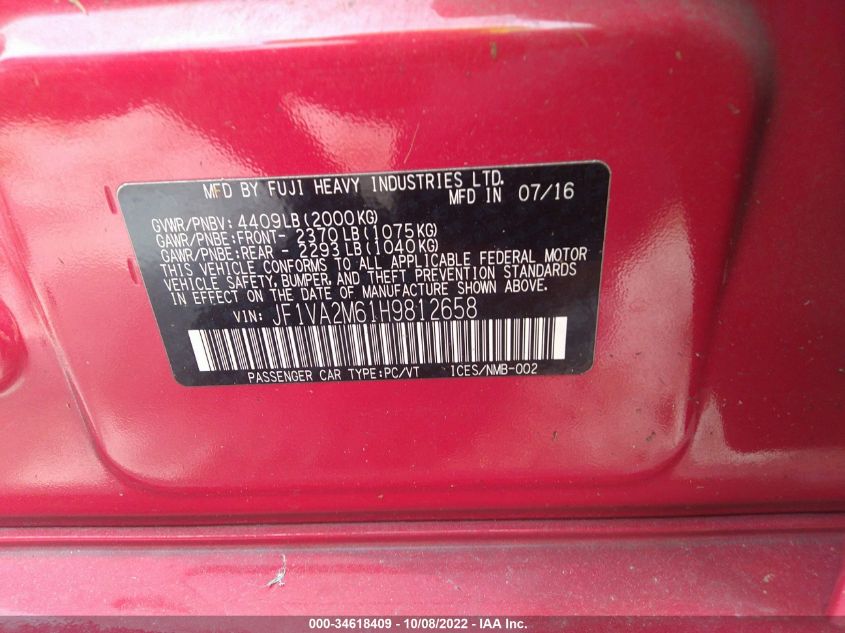 MFD BY FUJI HEAVY INDUSTRIES LTD.
MFD IN 07/16
GVWR/PNBV: 4409LB(2000KG)
GAWR/PNBE:FRONT- 2370LB(1075KG)
GAWR/PNBE:REAR - 2293LB(1040KG)
THIS VEHICLE CONFORMS TO ALL APPLICABLE FEDERAL MOTOR
VEHICLE SAFETY, BUMPER, AND THEFT PREVENTION STANDARDS
IN EFFECT ON THE DATE OF MANUFACTURE SHOWN ABOVE.
VIN: JF1VA2M61H9812658
PASSENGER CAR TYPE:PC/VT ICES/NMB-002
000-34618409 - 10/08/2022 - IAA Inc.